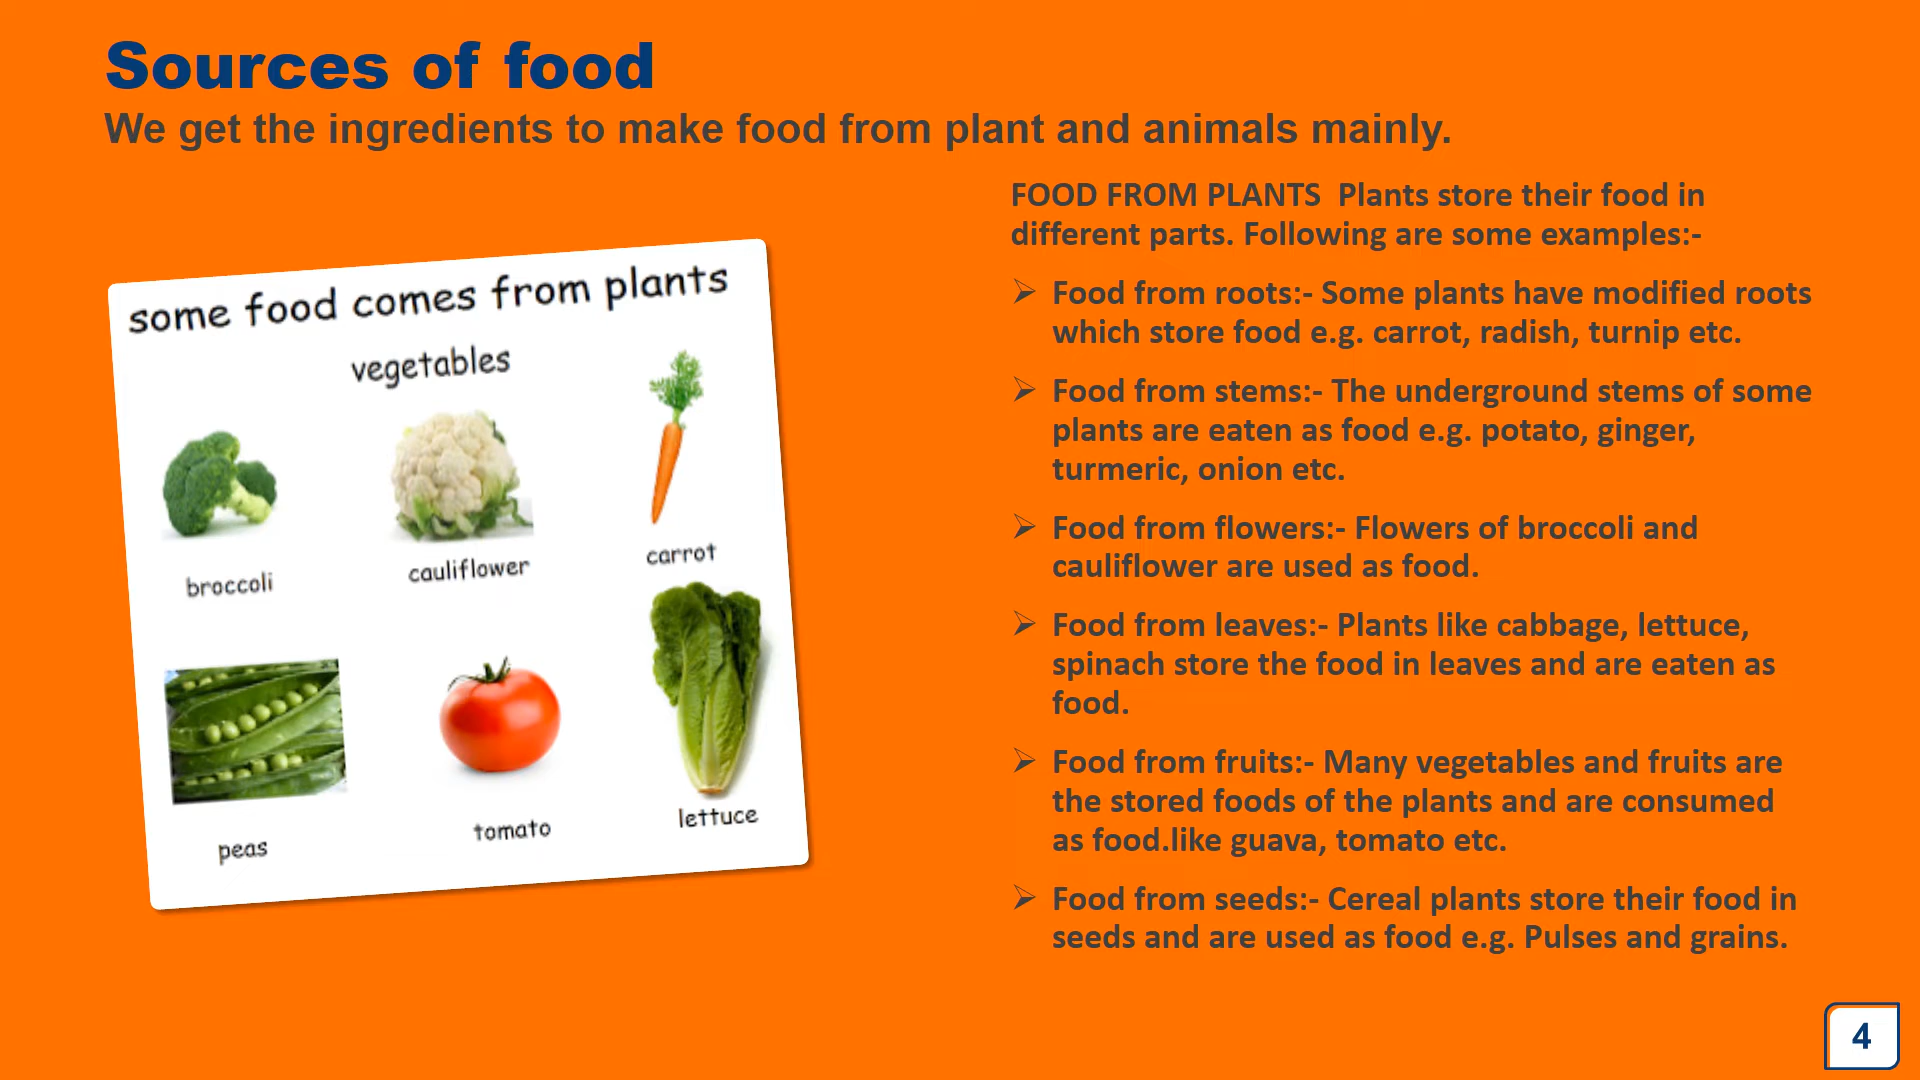 Sources of food
We get the ingredients to make food from plant and animals mainly.
some food comes from plants
vegetables
broccoli
cauliflower
carrot
peas
tomato
lettuce
FOOD FROM PLANTS  Plants store their food in
different parts. Following are some examples:-
➢ Food from roots:- Some plants have modified roots
which store food e.g. carrot, radish, turnip etc.
➢ Food from stems:- The underground stems of some
plants are eaten as food e.g. potato, ginger,
turmeric, onion etc.
➢ Food from flowers:- Flowers of broccoli and
cauliflower are used as food.
➢ Food from leaves:- Plants like cabbage, lettuce,
spinach store the food in leaves and are eaten as
food.
➢ Food from fruits:- Many vegetables and fruits are
the stored foods of the plants and are consumed
as food.like guava, tomato etc.
➢ Food from seeds:- Cereal plants store their food in
seeds and are used as food e.g. Pulses and grains.
4